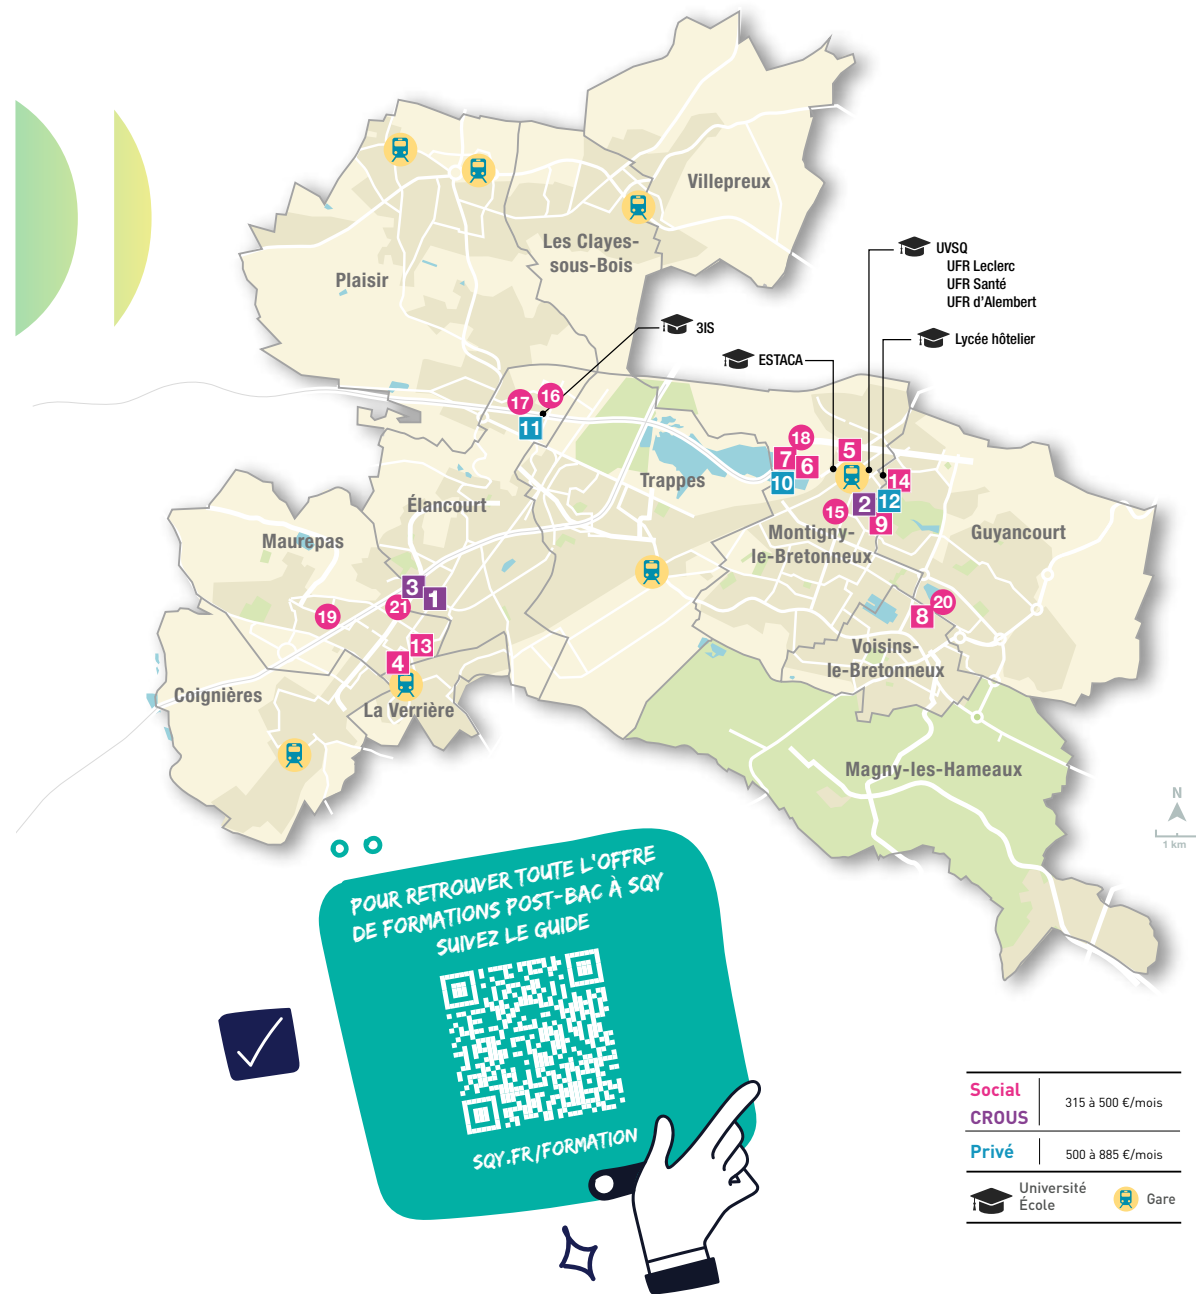 Villepreux
Les Clayes-
sous-Bois
Plaisir
UVSQ
UFR Leclerc
UFR Santé
UFR d'Alembert
3IS
Lycée hôtelier
ESTACA
17
16
11
18
7
6
5
10
14
Trappes
2
12
15
9
Élancourt
Montigny-
le-Bretonneux
Guyancourt
Maurepas
3
1
21
19
20
8
13
4
Voisins-
le-Bretonneux
Coignières
La Verrière
Magny-les-Hameaux
N
1 km
POUR RETROUVER TOUTE L'OFFRE
DE FORMATIONS POST-BAC À SQY
SUIVEZ LE GUIDE
SQY.FR/FORMATION
Social
CROUS
315 à 500 €/mois
Privé
500 à 885 €/mois
Université
École
Gare